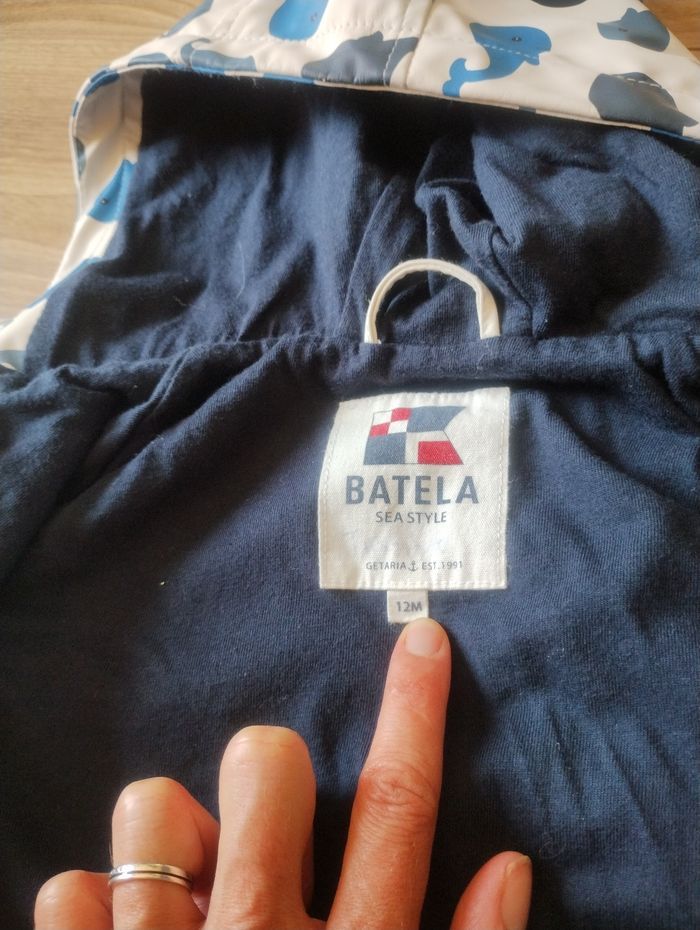 BATELA
SEA STYLE
GETARIA EST. 1991
12M